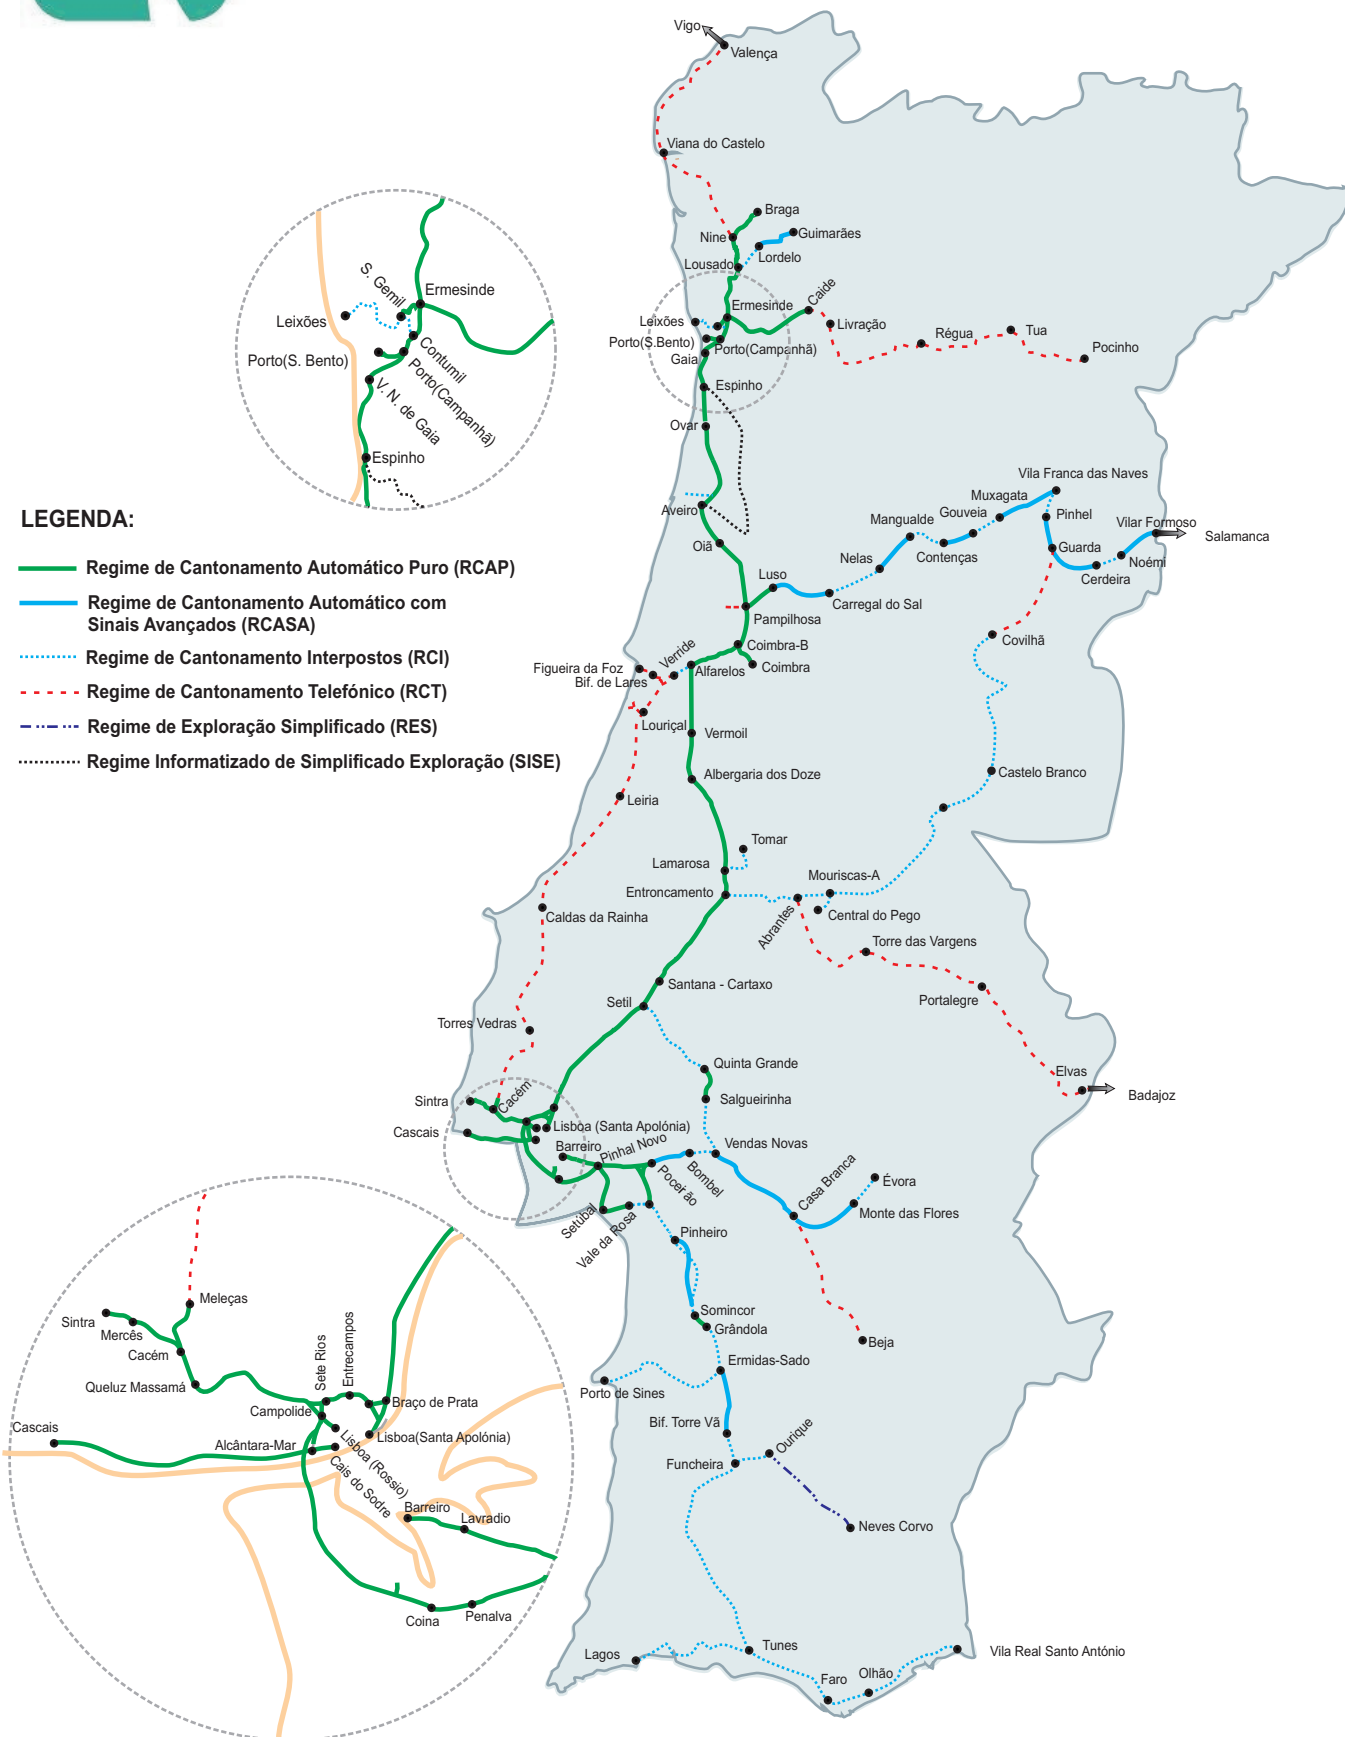 Vigo
Valença
Viana do Castelo
Braga
Nine
Guimarães
Lordelo
Lousado
Ermesinde
Caide
Leixões
Livração
Régua
Tua
Pocinho
Porto(S.Bento)
Porto(Campanhã)
Gaia
Espinho
Ovar
S. Gemil
Ermesinde
Leixões
Contumil
Porto(S. Bento)
Porto(Campanhã)
V. N. de Gaia
Espinho
Vila Franca das Naves
Muxagata
Gouveia
Mangualde
Pinhel
Vilar Formoso
Salamanca
Aveiro
Oiã
Nelas
Contenças
Guarda
Noémi
Cerdeira
Luso
Carregal do Sal
Pampilhosa
Covilhã
Coimbra-B
Coimbra
Verride
Alfarelos
Figueira da Foz
Bif. de Lares
Louriçal
Vermoil
Albergaria dos Doze
Castelo Branco
Leiria
LEGENDA:
Regime de Cantonamento Automático Puro (RCAP)
Regime de Cantonamento Automático com
Sinais Avançados (RCASA)
Regime de Cantonamento Interpostos (RCI)
Regime de Cantonamento Telefónico (RCT)
Regime de Exploração Simplificado (RES)
Regime Informatizado de Simplificado Exploração (SISE)
Tomar
Lamarosa
Entroncamento
Mouriscas-A
Abrantes
Central do Pego
Caldas da Rainha
Torre das Vargens
Portalegre
Santana - Cartaxo
Setil
Torres Vedras
Quinta Grande
Elvas
Badajoz
Salgueirinha
Sintra
Cacém
Cascais
Lisboa (Santa Apolónia)
Barreiro
Pinhal Novo
Vendas Novas
Bombel
Pocer ão
Casa Branca
Évora
Monte das Flores
Setúbal
Vale da Rosa
Pinheiro
Somincor
Grândola
Beja
Ermidas-Sado
Porto de Sines
Bif. Torre Vã
Ourique
Funcheira
Neves Corvo
Meleças
Sintra
Mercês
Cacém
Queluz Massamá
Sete Rios
Entrecampos
Campolide
Braço de Prata
Cascais
Alcântara-Mar
Lisboa(Santa Apolónia)
Lisboa (Rossio)
Cais do Sodre
Barreiro
Lavradio
Coina
Penalva
Lagos
Tunes
Faro
Olhão
Vila Real Santo António